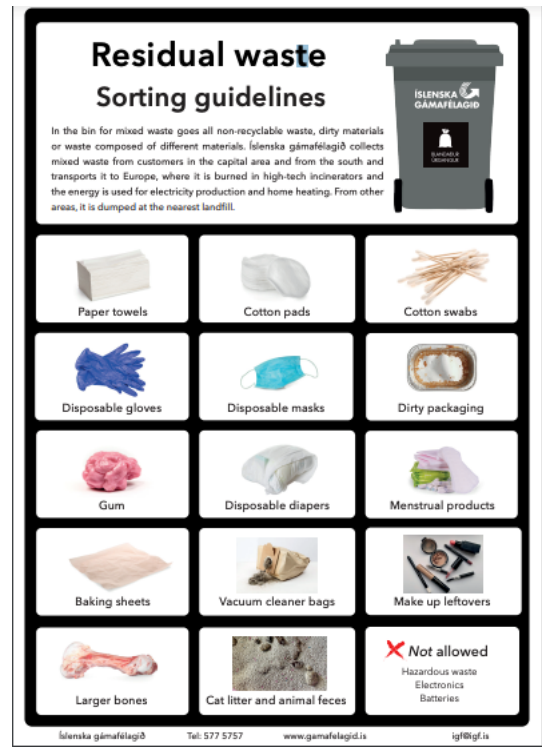 Residual waste
Sorting guidelines
In the bin for mixed waste goes all non-recyclable waste, dirty materials
or waste composed of different materials. Íslenska gámafélagið collects
mixed waste from customers in the capital area and from the south and
transports it to Europe, where it is burned in high-tech incinerators and
the energy is used for electricity production and home heating. From other
areas, it is dumped at the nearest landfill.
ÍSLENSKA
GÁMAFÉLAGIÐ
BLANDAÐUR
ÚRGANGUR
Paper towels
Cotton pads
Cotton swabs
Disposable gloves
Disposable masks
Dirty packaging
Gum
Disposable diapers
Menstrual products
Baking sheets
Vacuum cleaner bags
Make up leftovers
Larger bones
Cat litter and animal feces
Not allowed
Hazardous waste
Electronics
Batteries
Íslenska gámafélagið
Tel: 577 5757
www.gamafelagid.is
igf@igf.is